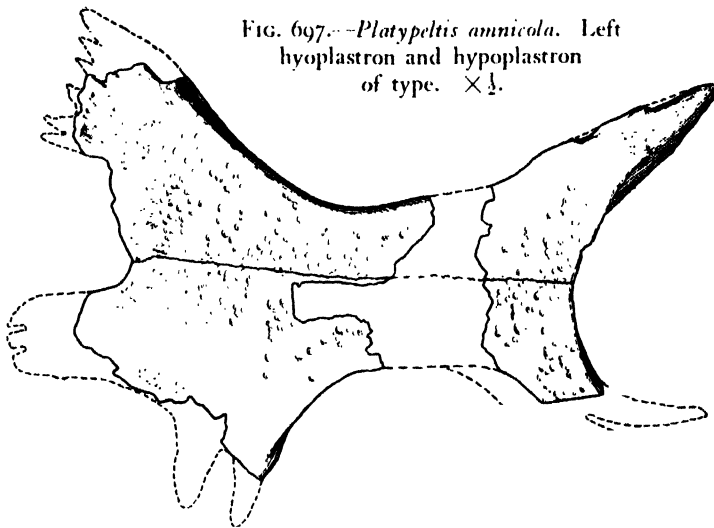 FIG. 697.--Platypeltis amnicola. Left
hyoplastron and hypoplastron
of type. × ½.